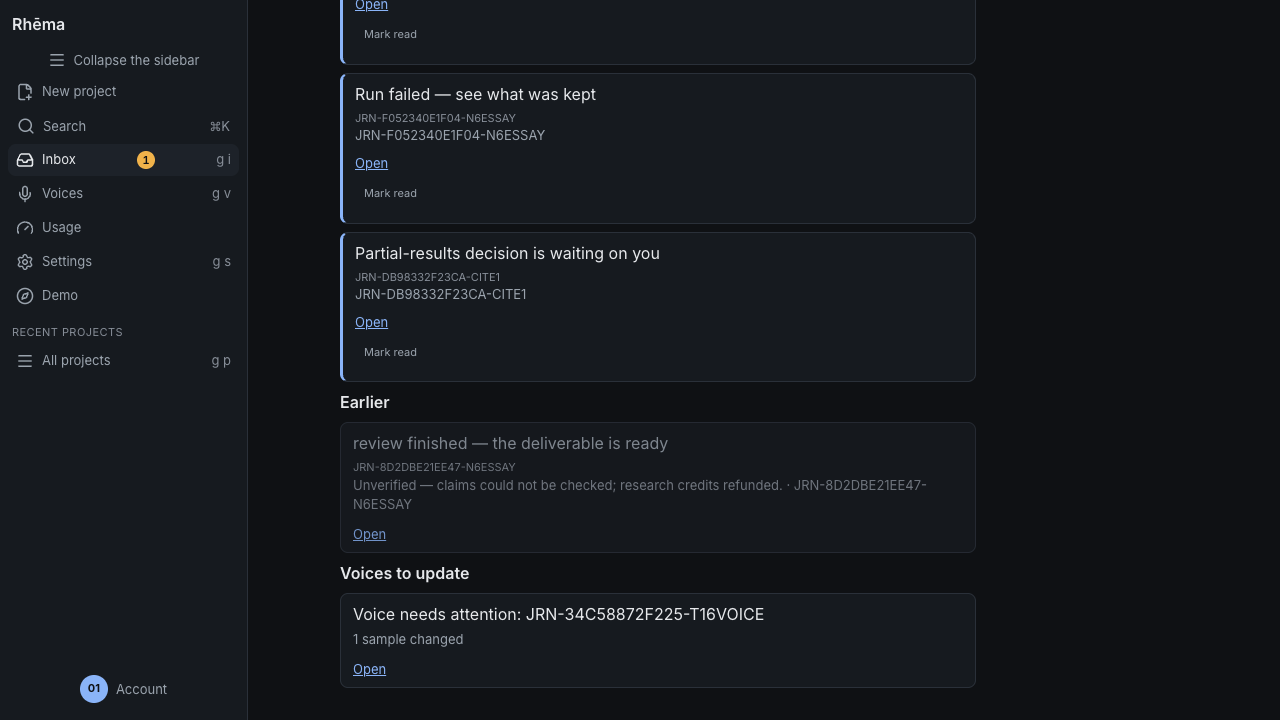 Rhēma
Collapse the sidebar
New project
Search ⌘K
Inbox 1 g i
Voices g v
Usage
Settings g s
Demo
RECENT PROJECTS
All projects g p
01 Account
Open
Mark read
Run failed — see what was kept
JRN-F052340E1F04-N6ESSAY
JRN-F052340E1F04-N6ESSAY
Open
Mark read
Partial-results decision is waiting on you
JRN-DB98332F23CA-CITE1
JRN-DB98332F23CA-CITE1
Open
Mark read
Earlier
review finished — the deliverable is ready
JRN-8D2DBE21EE47-N6ESSAY
Unverified — claims could not be checked; research credits refunded. · JRN-8D2DBE21EE47-
N6ESSAY
Open
Voices to update
Voice needs attention: JRN-34C58872F225-T16VOICE
1 sample changed
Open